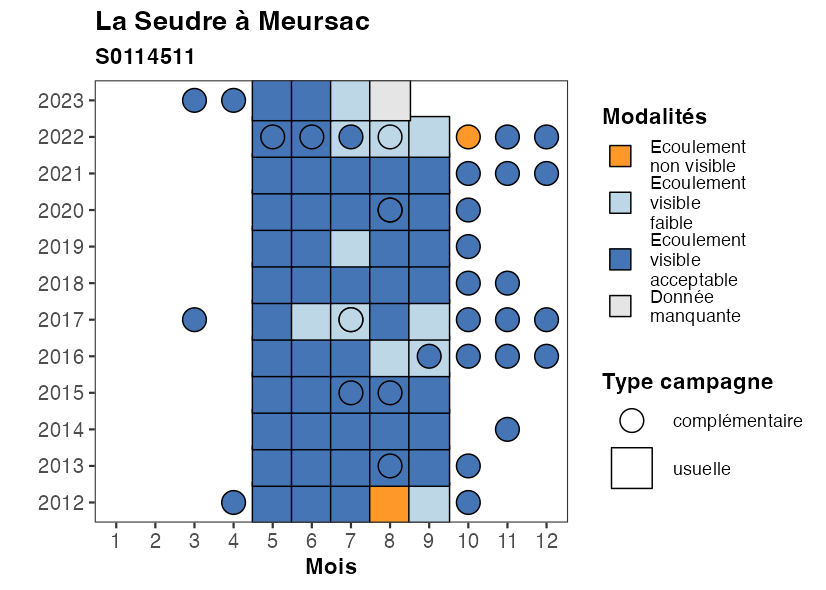 La Seudre à Meursac
S0114511
2023
2022
2021
2020
2019
2018
2017
2016
2015
2014
2013
2012
1 2 3 4 5 6 7 8 9 10 11 12
Mois
Modalités
Ecoulement
non visible
Ecoulement
visible
faible
Ecoulement
visible
acceptable
Donnée
manquante
Type campagne
complémentaire
usuelle